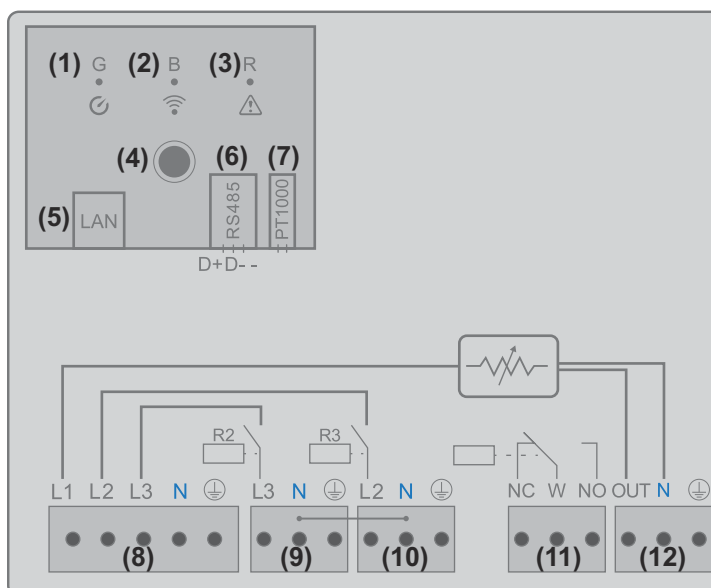 (1) G (2) B (3) R
(4) (6) (7)
(5) LAN RS485 PT1000
D+D- -
R2 R3
L1 L2 L3 N L3 N L2 N NC W NO OUT N
(8) (9) (10) (11) (12)